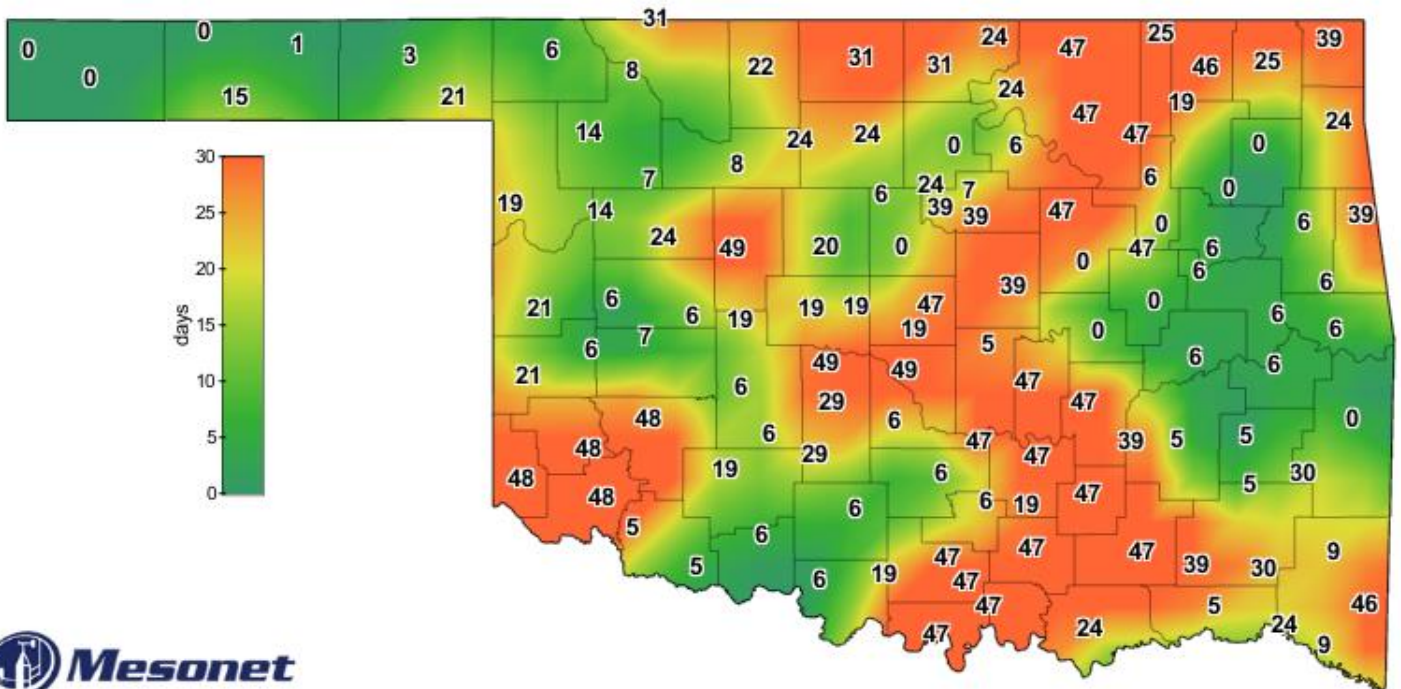 31
0 0 1 3 6 8 22 31 31 24 47 25 46 25 39
0 15 21 24 19
14 24 24 0 6 47 47 0 24
8
30
7 6 24 7 6 0
25
19 14 39 39 47 0 6 39
24 49 20 0 47 6
20
0 6
days
21 6 6 19 19 19 47 39 0 6 6
15
7 19 5 0 6
6 6 6
10
21 6 49 49 47
48 29 6 47 0
5
48 6 29 47 47 39 5 5
0
48 48 19 6 6 19 47 5 30
5 6 6
5 6 19 47 47 47 47 39 30 9
47 47 24 5 24 9 46
Mesonet